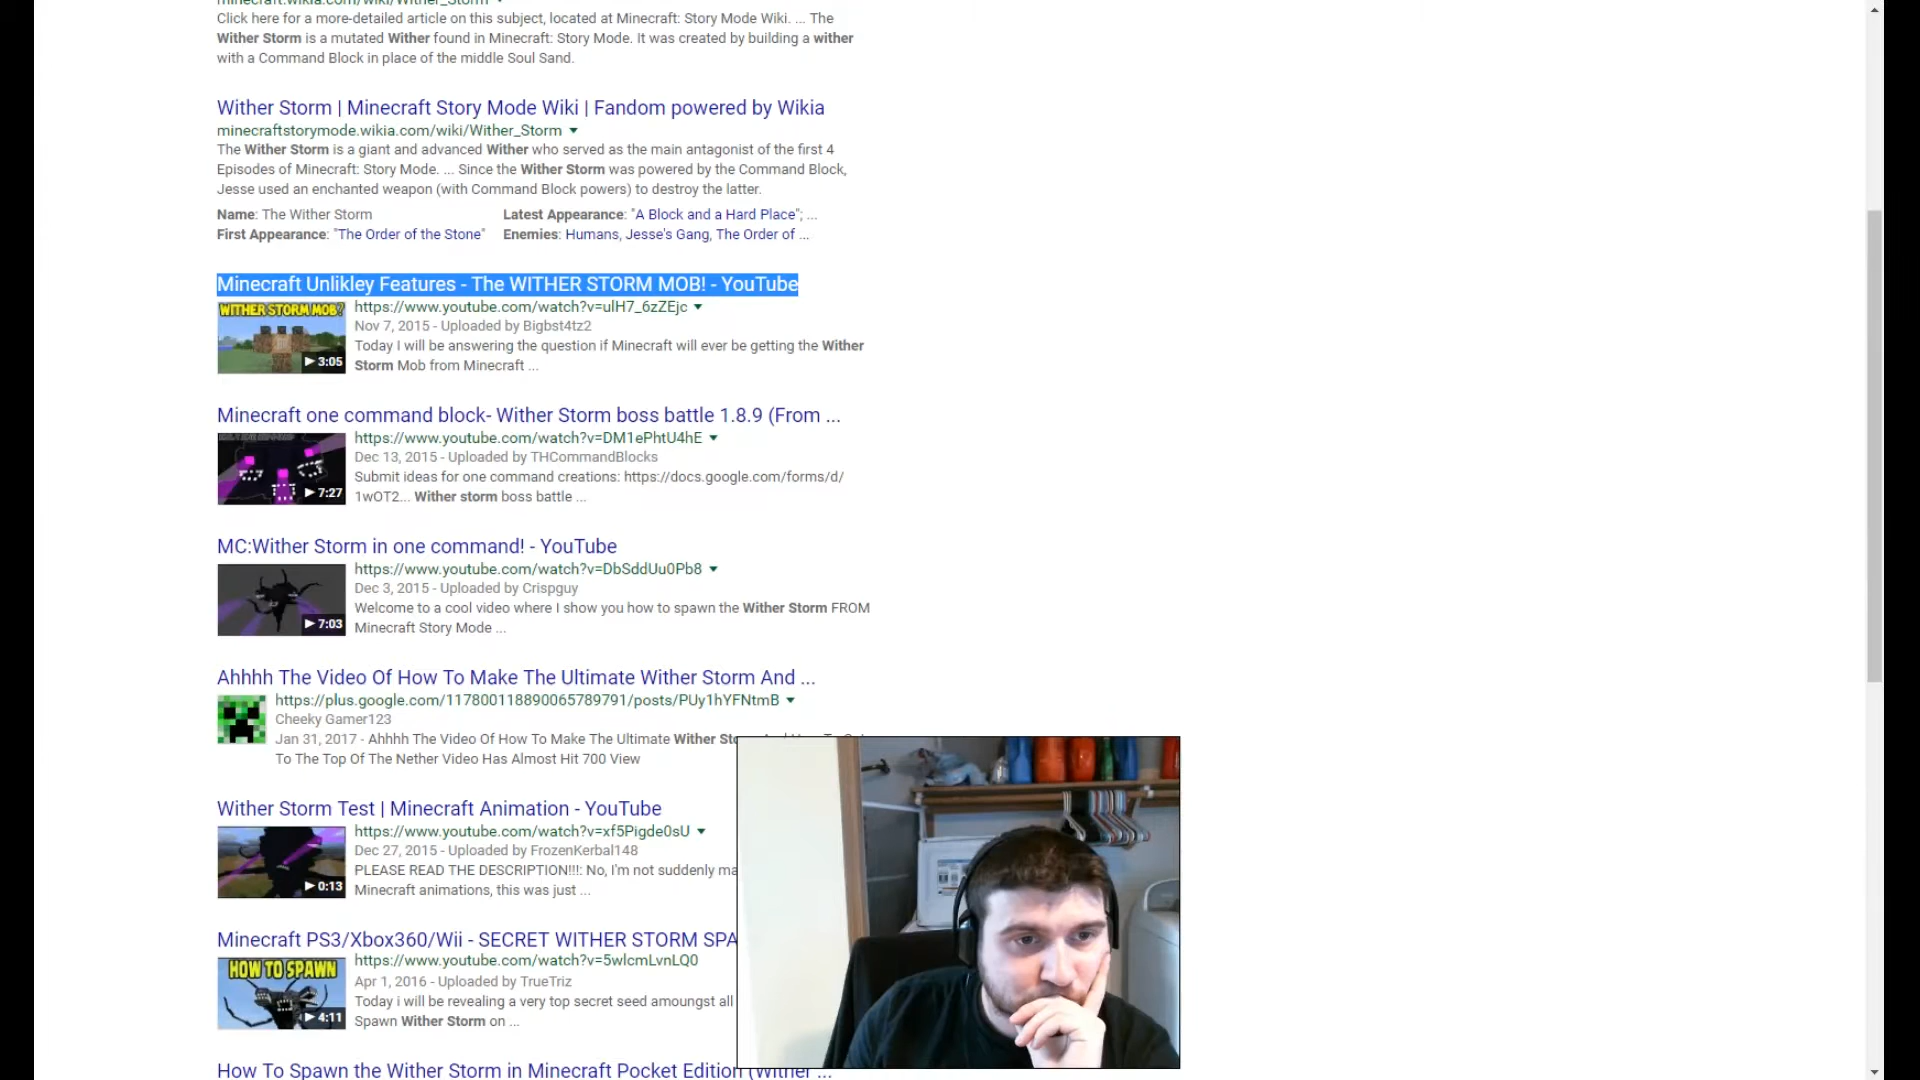 minecraft.wikia.com/wiki/Wither_Storm
Click here for a more-detailed article on this subject, located at Minecraft: Story Mode Wiki. ... The
Wither Storm is a mutated Wither found in Minecraft: Story Mode. It was created by building a wither
with a Command Block in place of the middle Soul Sand.
Wither Storm | Minecraft Story Mode Wiki | Fandom powered by Wikia
minecraftstorymode.wikia.com/wiki/Wither_Storm
The Wither Storm is a giant and advanced Wither who served as the main antagonist of the first 4
Episodes of Minecraft: Story Mode. ... Since the Wither Storm was powered by the Command Block,
Jesse used an enchanted weapon (with Command Block powers) to destroy the latter.
Name: The Wither Storm Latest Appearance: "A Block and a Hard Place"; ...
First Appearance: "The Order of the Stone" Enemies: Humans, Jesse's Gang, The Order of ...
Minecraft Unlikley Features - The WITHER STORM MOB! - YouTube
WITHER STORM MOB?
3:05
https://www.youtube.com/watch?v=ulH7_6zZEjc
Nov 7, 2015 - Uploaded by Bigbst4tz2
Today I will be answering the question if Minecraft will ever be getting the Wither
Storm Mob from Minecraft ...
Minecraft one command block- Wither Storm boss battle 1.8.9 (From ...
7:27
https://www.youtube.com/watch?v=DM1ePhtU4hE
Dec 13, 2015 - Uploaded by THCommandBlocks
Submit ideas for one command creations: https://docs.google.com/forms/d/
1wOT2... Wither storm boss battle ...
MC:Wither Storm in one command! - YouTube
7:03
https://www.youtube.com/watch?v=DbSddUu0Pb8
Dec 3, 2015 - Uploaded by Crispguy
Welcome to a cool video where I show you how to spawn the Wither Storm FROM
Minecraft Story Mode ...
Ahhhh The Video Of How To Make The Ultimate Wither Storm And ...
https://plus.google.com/117800118890065789791/posts/PUy1hYFNtmB
Cheeky Gamer123
Jan 31, 2017 - Ahhhh The Video Of How To Make The Ultimate Wither
To The Top Of The Nether Video Has Almost Hit 700 View
Wither Storm Test | Minecraft Animation - YouTube
0:13
https://www.youtube.com/watch?v=xf5Pigde0sU
Dec 27, 2015 - Uploaded by FrozenKerbal148
PLEASE READ THE DESCRIPTION!!!: No, I'm not suddenly ma
Minecraft animations, this was just ...
Minecraft PS3/Xbox360/Wii - SECRET WITHER STORM SPA
HOW TO SPAWN
4:11
https://www.youtube.com/watch?v=5wlcmLvnLQ0
Apr 1, 2016 - Uploaded by TrueTriz
Today i will be revealing a very top secret seed amoungst all
Spawn Wither Storm on ...
How To Spawn the Wither Storm in Minecraft Pocket Edition (Wither ...